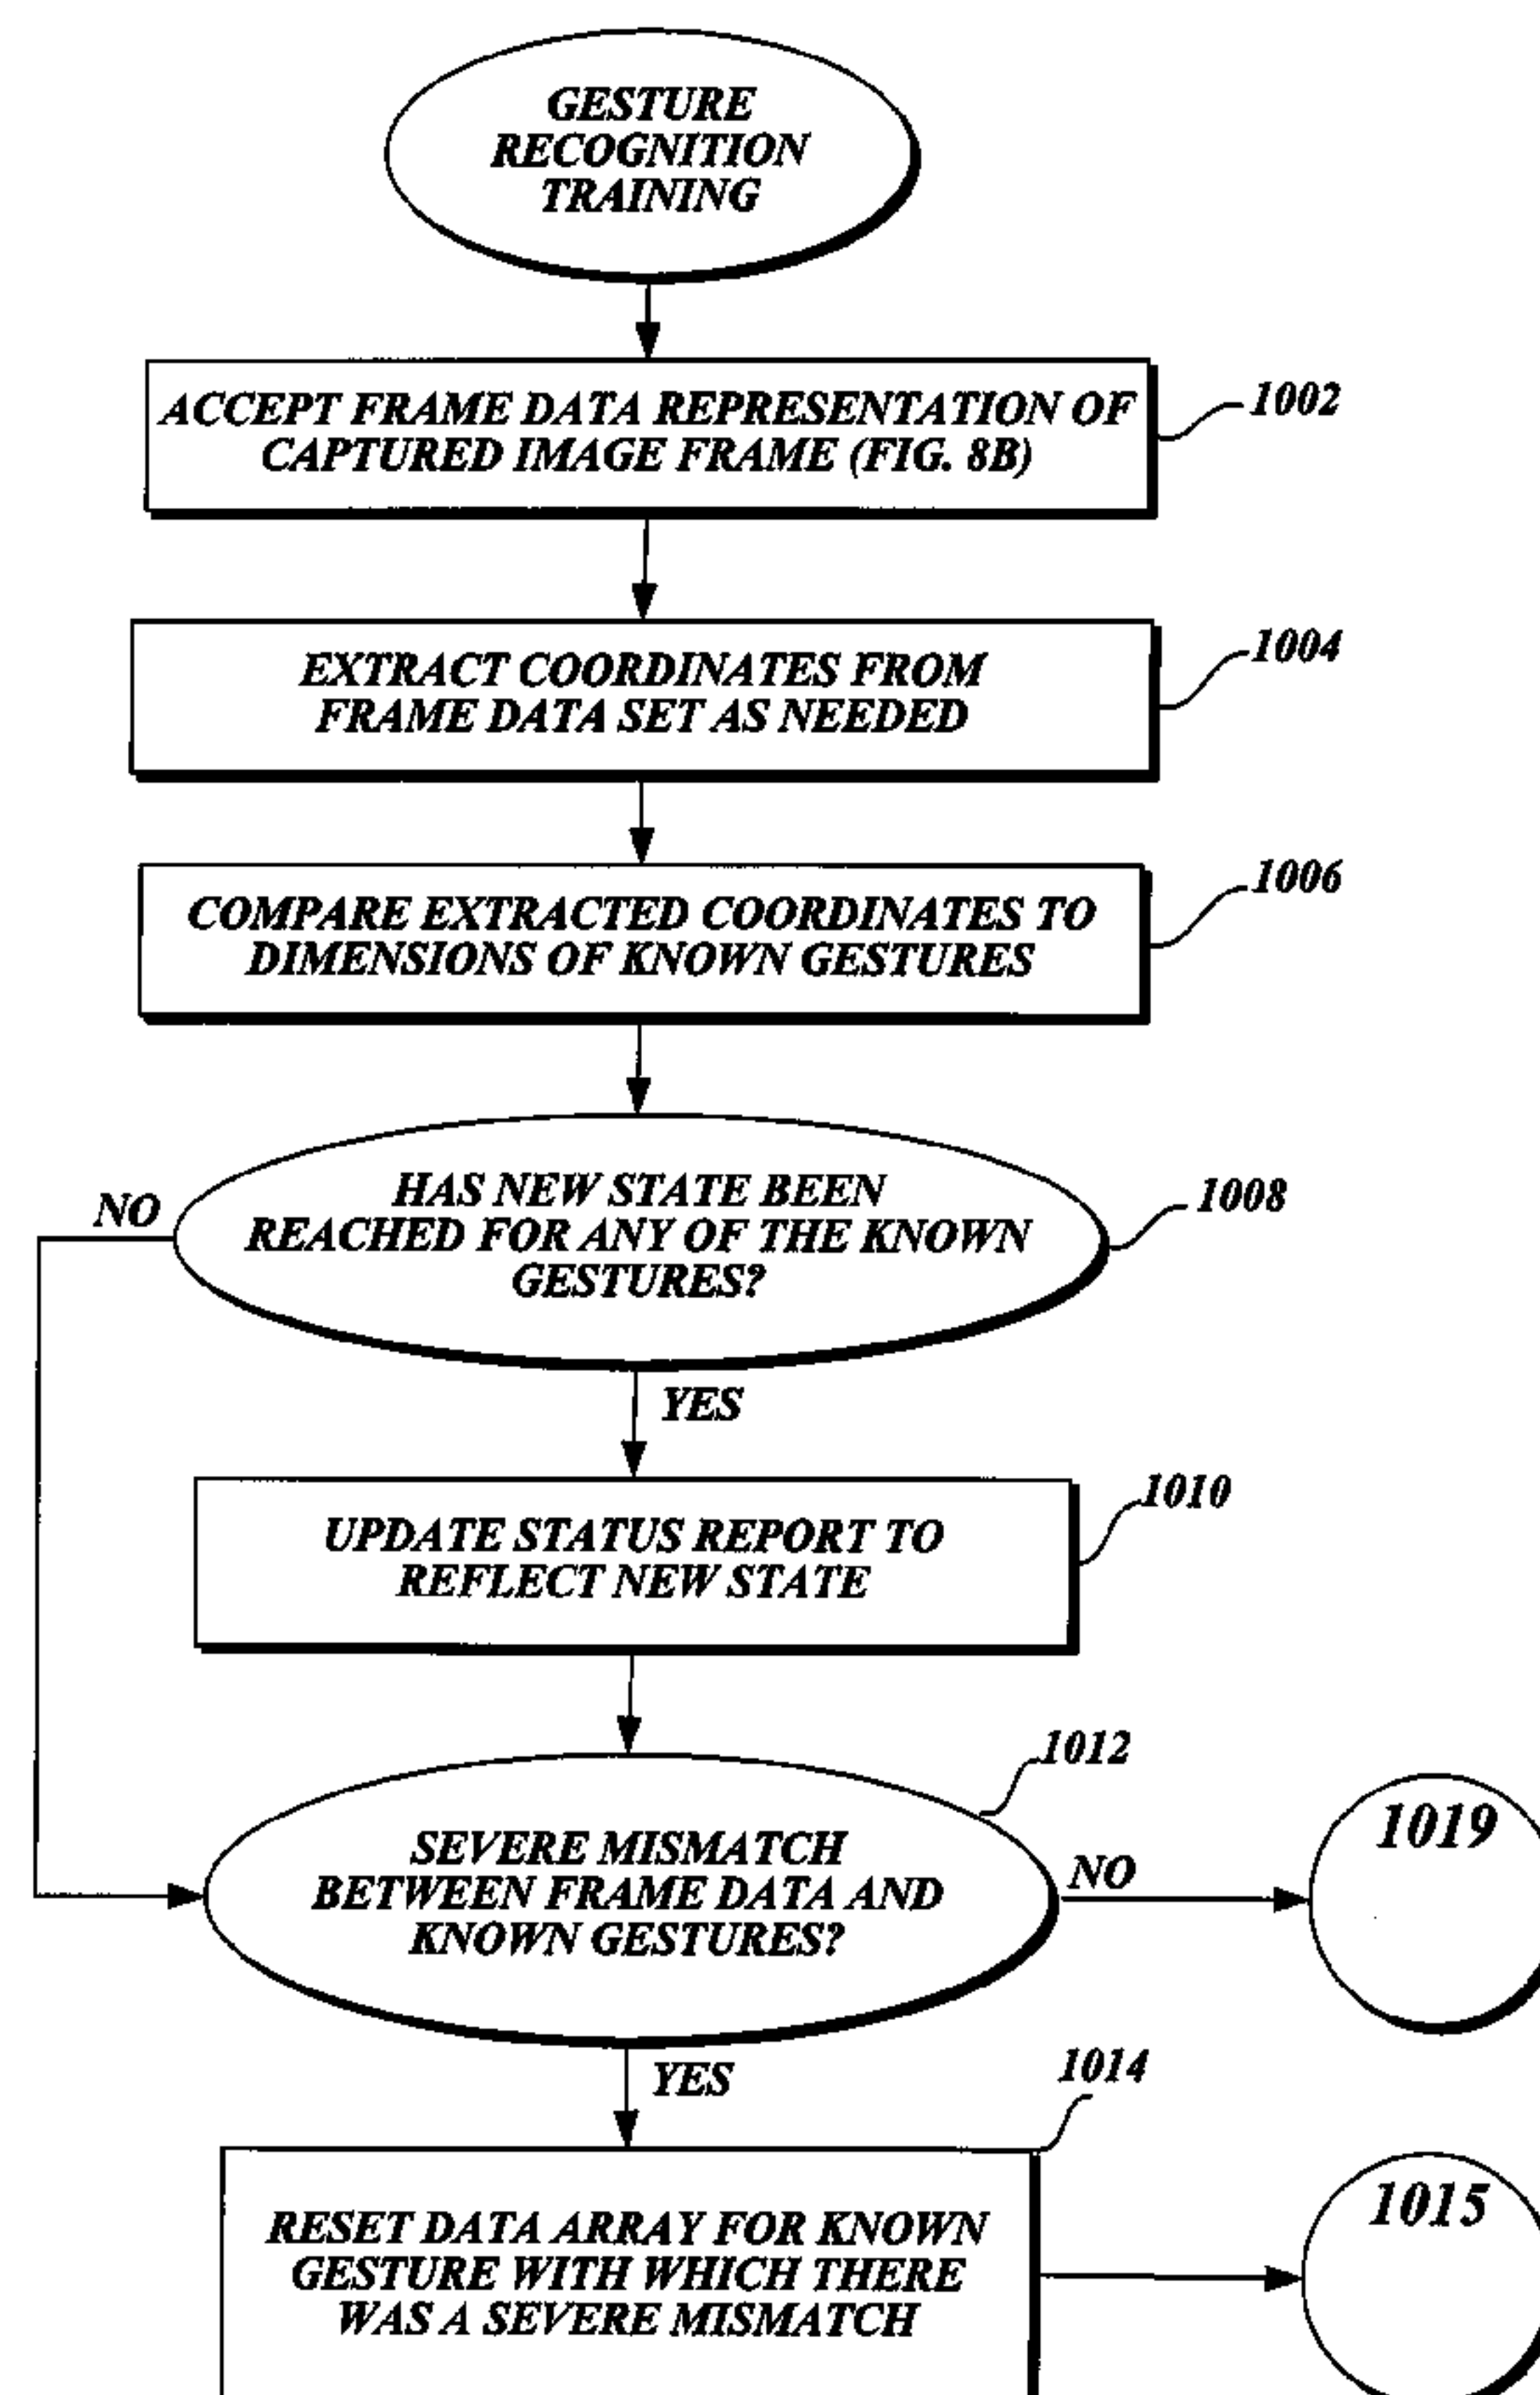 GESTURE
RECOGNITION
TRAINING
ACCEPT FRAME DATA REPRESENTATION OF
CAPTURED IMAGE FRAME (FIG. 8B)
1002
EXTRACT COORDINATES FROM
FRAME DATA SET AS NEEDED
1004
COMPARE EXTRACTED COORDINATES TO
DIMENSIONS OF KNOWN GESTURES
1006
HAS NEW STATE BEEN
REACHED FOR ANY OF THE KNOWN
GESTURES?
1008
NO
YES
UPDATE STATUS REPORT TO
REFLECT NEW STATE
1010
SEVERE MISMATCH
BETWEEN FRAME DATA AND
KNOWN GESTURES?
1012
NO
1019
YES
RESET DATA ARRAY FOR KNOWN
GESTURE WITH WHICH THERE
WAS A SEVERE MISMATCH
1014
1015